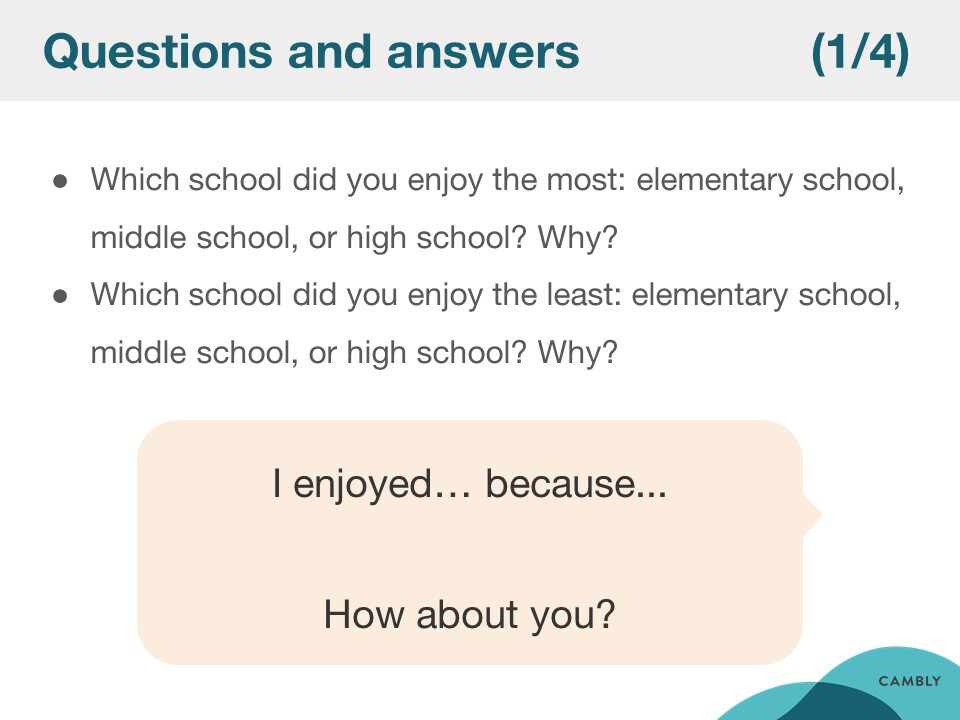 Questions and answers (1/4)
● Which school did you enjoy the most: elementary school,
middle school, or high school? Why?
● Which school did you enjoy the least: elementary school,
middle school, or high school? Why?
I enjoyed… because...
How about you?
CAMBLY